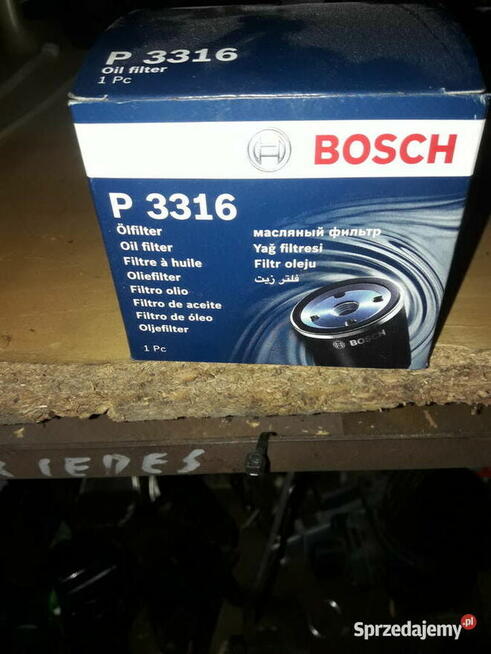 P 3316
Oil filter
1 Pc
BOSCH
P 3316
Ölfilter
Oil filter
Filtre à huile
Oliefilter
Filtro olio
Filtro de aceite
Filtro de óleo
Oljefilter
1 Pc
масляный фильтр
Yağ filtresi
Filtr oleju
فلتر زيت
BOSCH
Sprzedajemy.pl